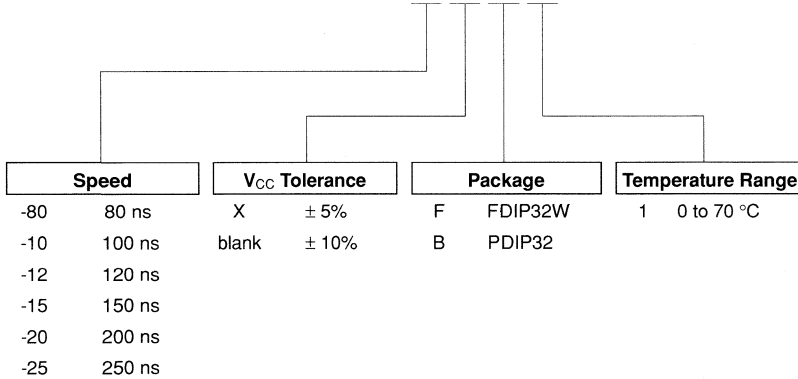 Speed
-80 80 ns
-10 100 ns
-12 120 ns
-15 150 ns
-20 200 ns
-25 250 ns
VCC Tolerance
X ± 5%
blank ± 10%
Package
F FDIP32W
B PDIP32
Temperature Range
1 0 to 70 °C